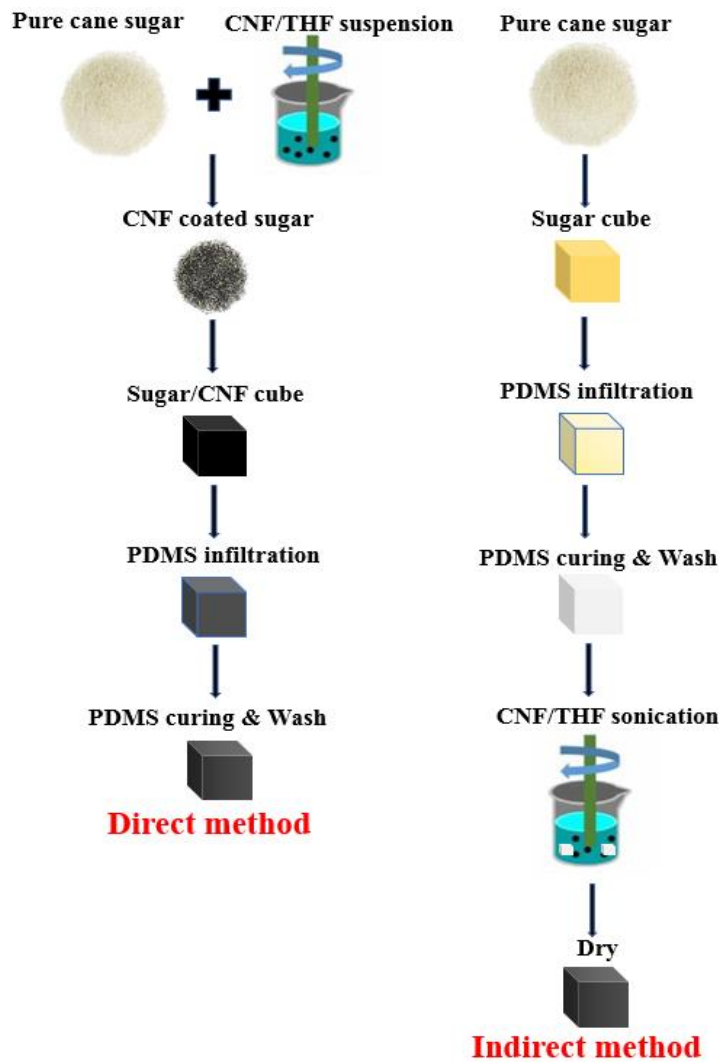 Pure cane sugar
CNF/THF suspension
CNF coated sugar
Sugar/CNF cube
PDMS infiltration
PDMS curing & Wash
Direct method
Pure cane sugar
Sugar cube
PDMS infiltration
PDMS curing & Wash
CNF/THF sonication
Dry
Indirect method